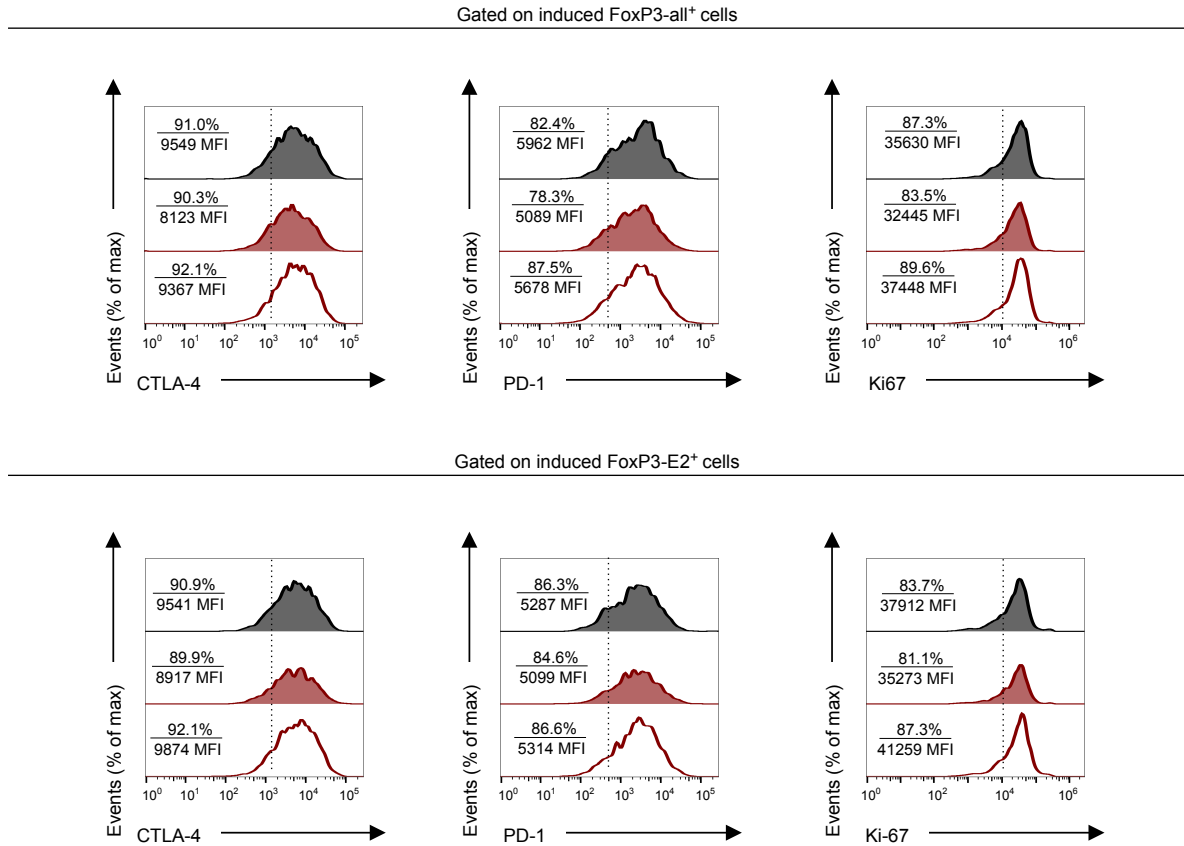 Gated on induced FoxP3-all⁺ cells
Events (% of max)
91.0%
9549 MFI
90.3%
8123 MFI
92.1%
9367 MFI
10⁰ 10¹ 10² 10³ 10⁴ 10⁵
CTLA-4
Events (% of max)
82.4%
5962 MFI
78.3%
5089 MFI
87.5%
5678 MFI
10⁰ 10¹ 10² 10³ 10⁴ 10⁵
PD-1
Events (% of max)
87.3%
35630 MFI
83.5%
32445 MFI
89.6%
37448 MFI
10⁰ 10² 10⁴ 10⁶
Ki67
Gated on induced FoxP3-E2⁺ cells
Events (% of max)
90.9%
9541 MFI
89.9%
8917 MFI
92.1%
9874 MFI
10⁰ 10¹ 10² 10³ 10⁴ 10⁵
CTLA-4
Events (% of max)
86.3%
5287 MFI
84.6%
5099 MFI
86.6%
5314 MFI
10⁰ 10¹ 10² 10³ 10⁴ 10⁵
PD-1
Events (% of max)
83.7%
37912 MFI
81.1%
35273 MFI
87.3%
41259 MFI
10⁰ 10² 10⁴ 10⁶
Ki-67